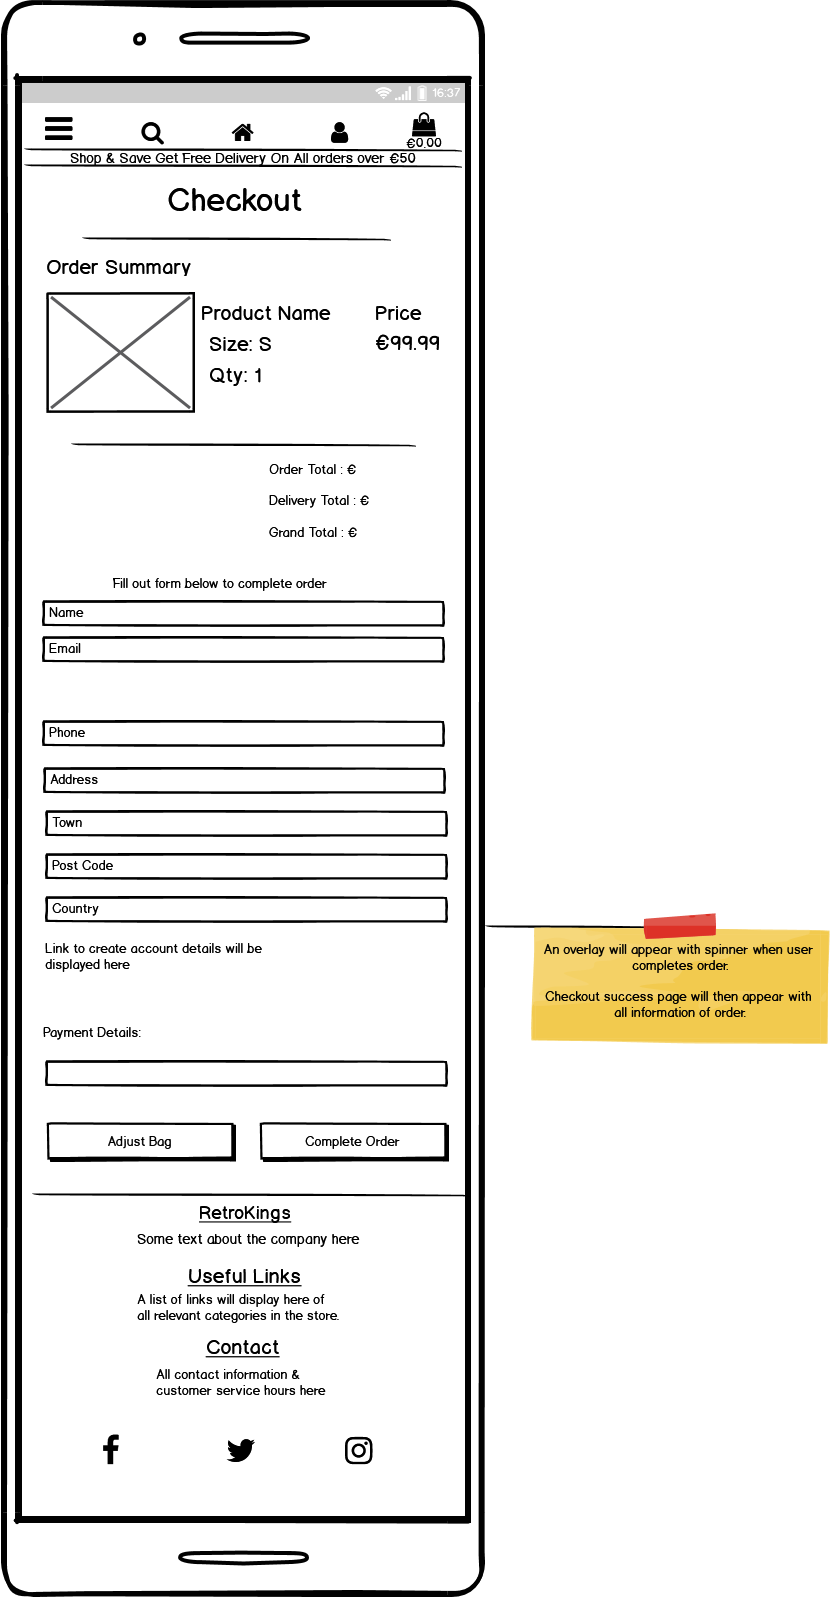 16:37
€0.00
Shop & Save Get Free Delivery On All orders over €50
Checkout
Order Summary
Product Name Price
Size: S €99.99
Qty: 1
Order Total : €
Delivery Total : €
Grand Total : €
Fill out form below to complete order
Name
Email
Phone
Address
Town
Post Code
Country
Link to create account details will be
displayed here
An overlay will appear with spinner when user
completes order.
Checkout success page will then appear with
all information of order.
Payment Details:
Adjust Bag Complete Order
RetroKings
Some text about the company here
Useful Links
A list of links will display here of
all relevant categories in the store.
Contact
All contact information &
customer service hours here